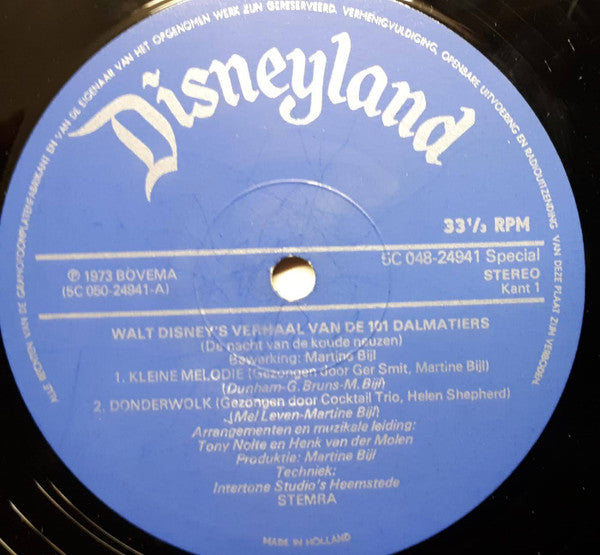 ALLE RECHTEN VAN DE GRAMMOFOONPLATENFABRIKANT EN VAN DE EIGENAAR VAN HET OPGENOMEN WERK ZIJN GERESERVEERD. VERMENIGVULDIGING, OPENBARE UITVOERING EN RADIOUITZENDING VAN DEZE PLAAT ZIJN VERBODEN.
Disneyland
33⅓ RPM
℗ 1973 BOVEMA
(5C 050-24941-A)
5C 048-24941 Special
STEREO
Kant 1
WALT DISNEY'S VERHAAL VAN DE 101 DALMATIERS
(De nacht van de koude neuzen)
Bewerking: Martine Bijl
1. KLEINE MELODIE (Gezongen door Ger Smit, Martine Bijl)
(Dunham-G. Bruns-M.Bijl)
2. DONDERWOLK (Gezongen door Cocktail Trio, Helen Shepherd)
(Mel Leven-Martine Bijl)
Arrangementen en muzikale leiding:
Tony Nolte en Henk van der Molen
Produktie: Martine Bijl
Techniek:
Intertone Studio's Heemstede
STEMRA
MADE IN HOLLAND